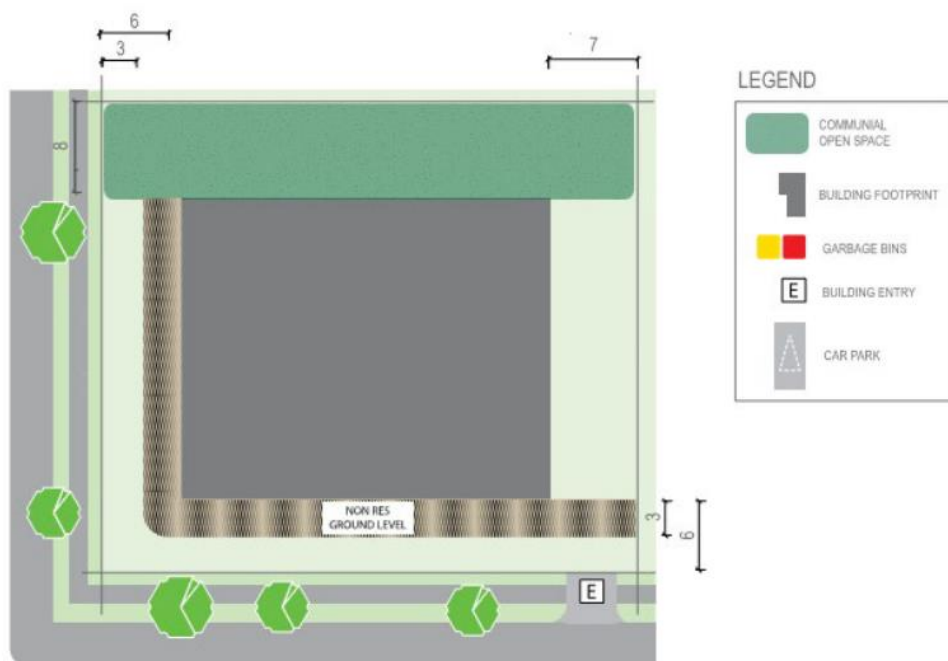 6
3
7
8
LEGEND
COMMUNIAL
OPEN SPACE
BUILDING FOOTPRINT
GARBAGE BINS
E BUILDING ENTRY
CAR PARK
NON RES
GROUND LEVEL
3
6
E